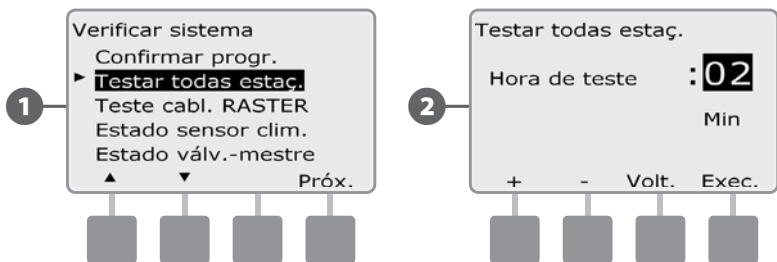 1
Verificar sistema
Confirmar progr.
► Testar todas estaç.
Teste cabl. RASTER
Estado sensor clim.
Estado válv.-mestre
▲ ▼ Próx.
2
Testar todas estaç.
Hora de teste :02
Min
+ - Volt. Exec.